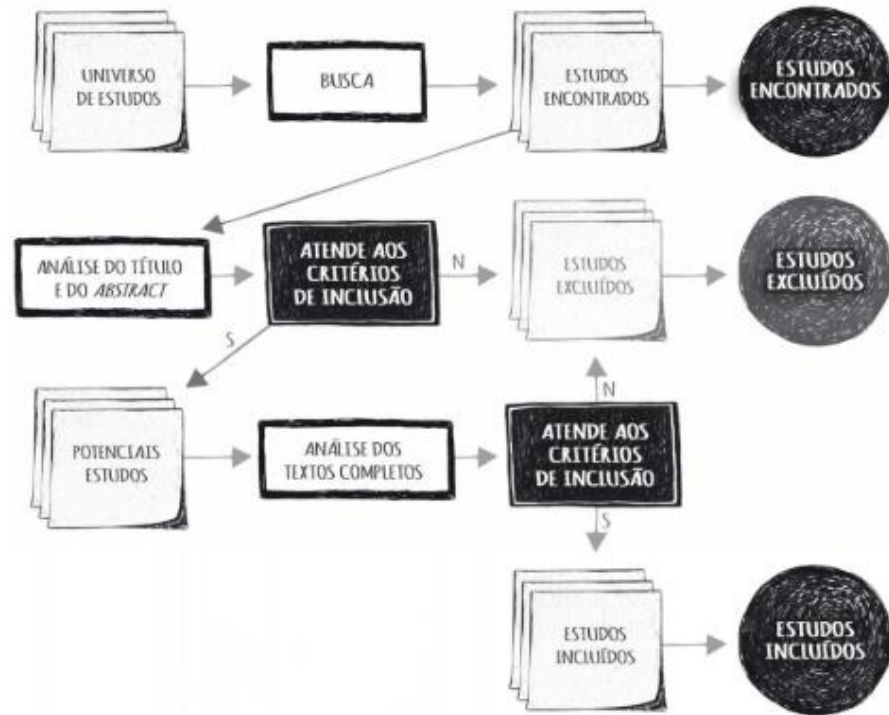 UNIVERSO
DE ESTUDOS
BUSCA
ESTUDOS
ENCONTRADOS
ESTUDOS
ENCONTRADOS
ANÁLISE DO TÍTULO
E DO ABSTRACT
ATENDE AOS
CRITÉRIOS
DE INCLUSÃO
N
ESTUDOS
EXCLUÍDOS
ESTUDOS
EXCLUÍDOS
S
POTENCIAIS
ESTUDOS
ANÁLISE DOS
TEXTOS COMPLETOS
N
ATENDE AOS
CRITÉRIOS
DE INCLUSÃO
S
ESTUDOS
INCLUÍDOS
ESTUDOS
INCLUÍDOS